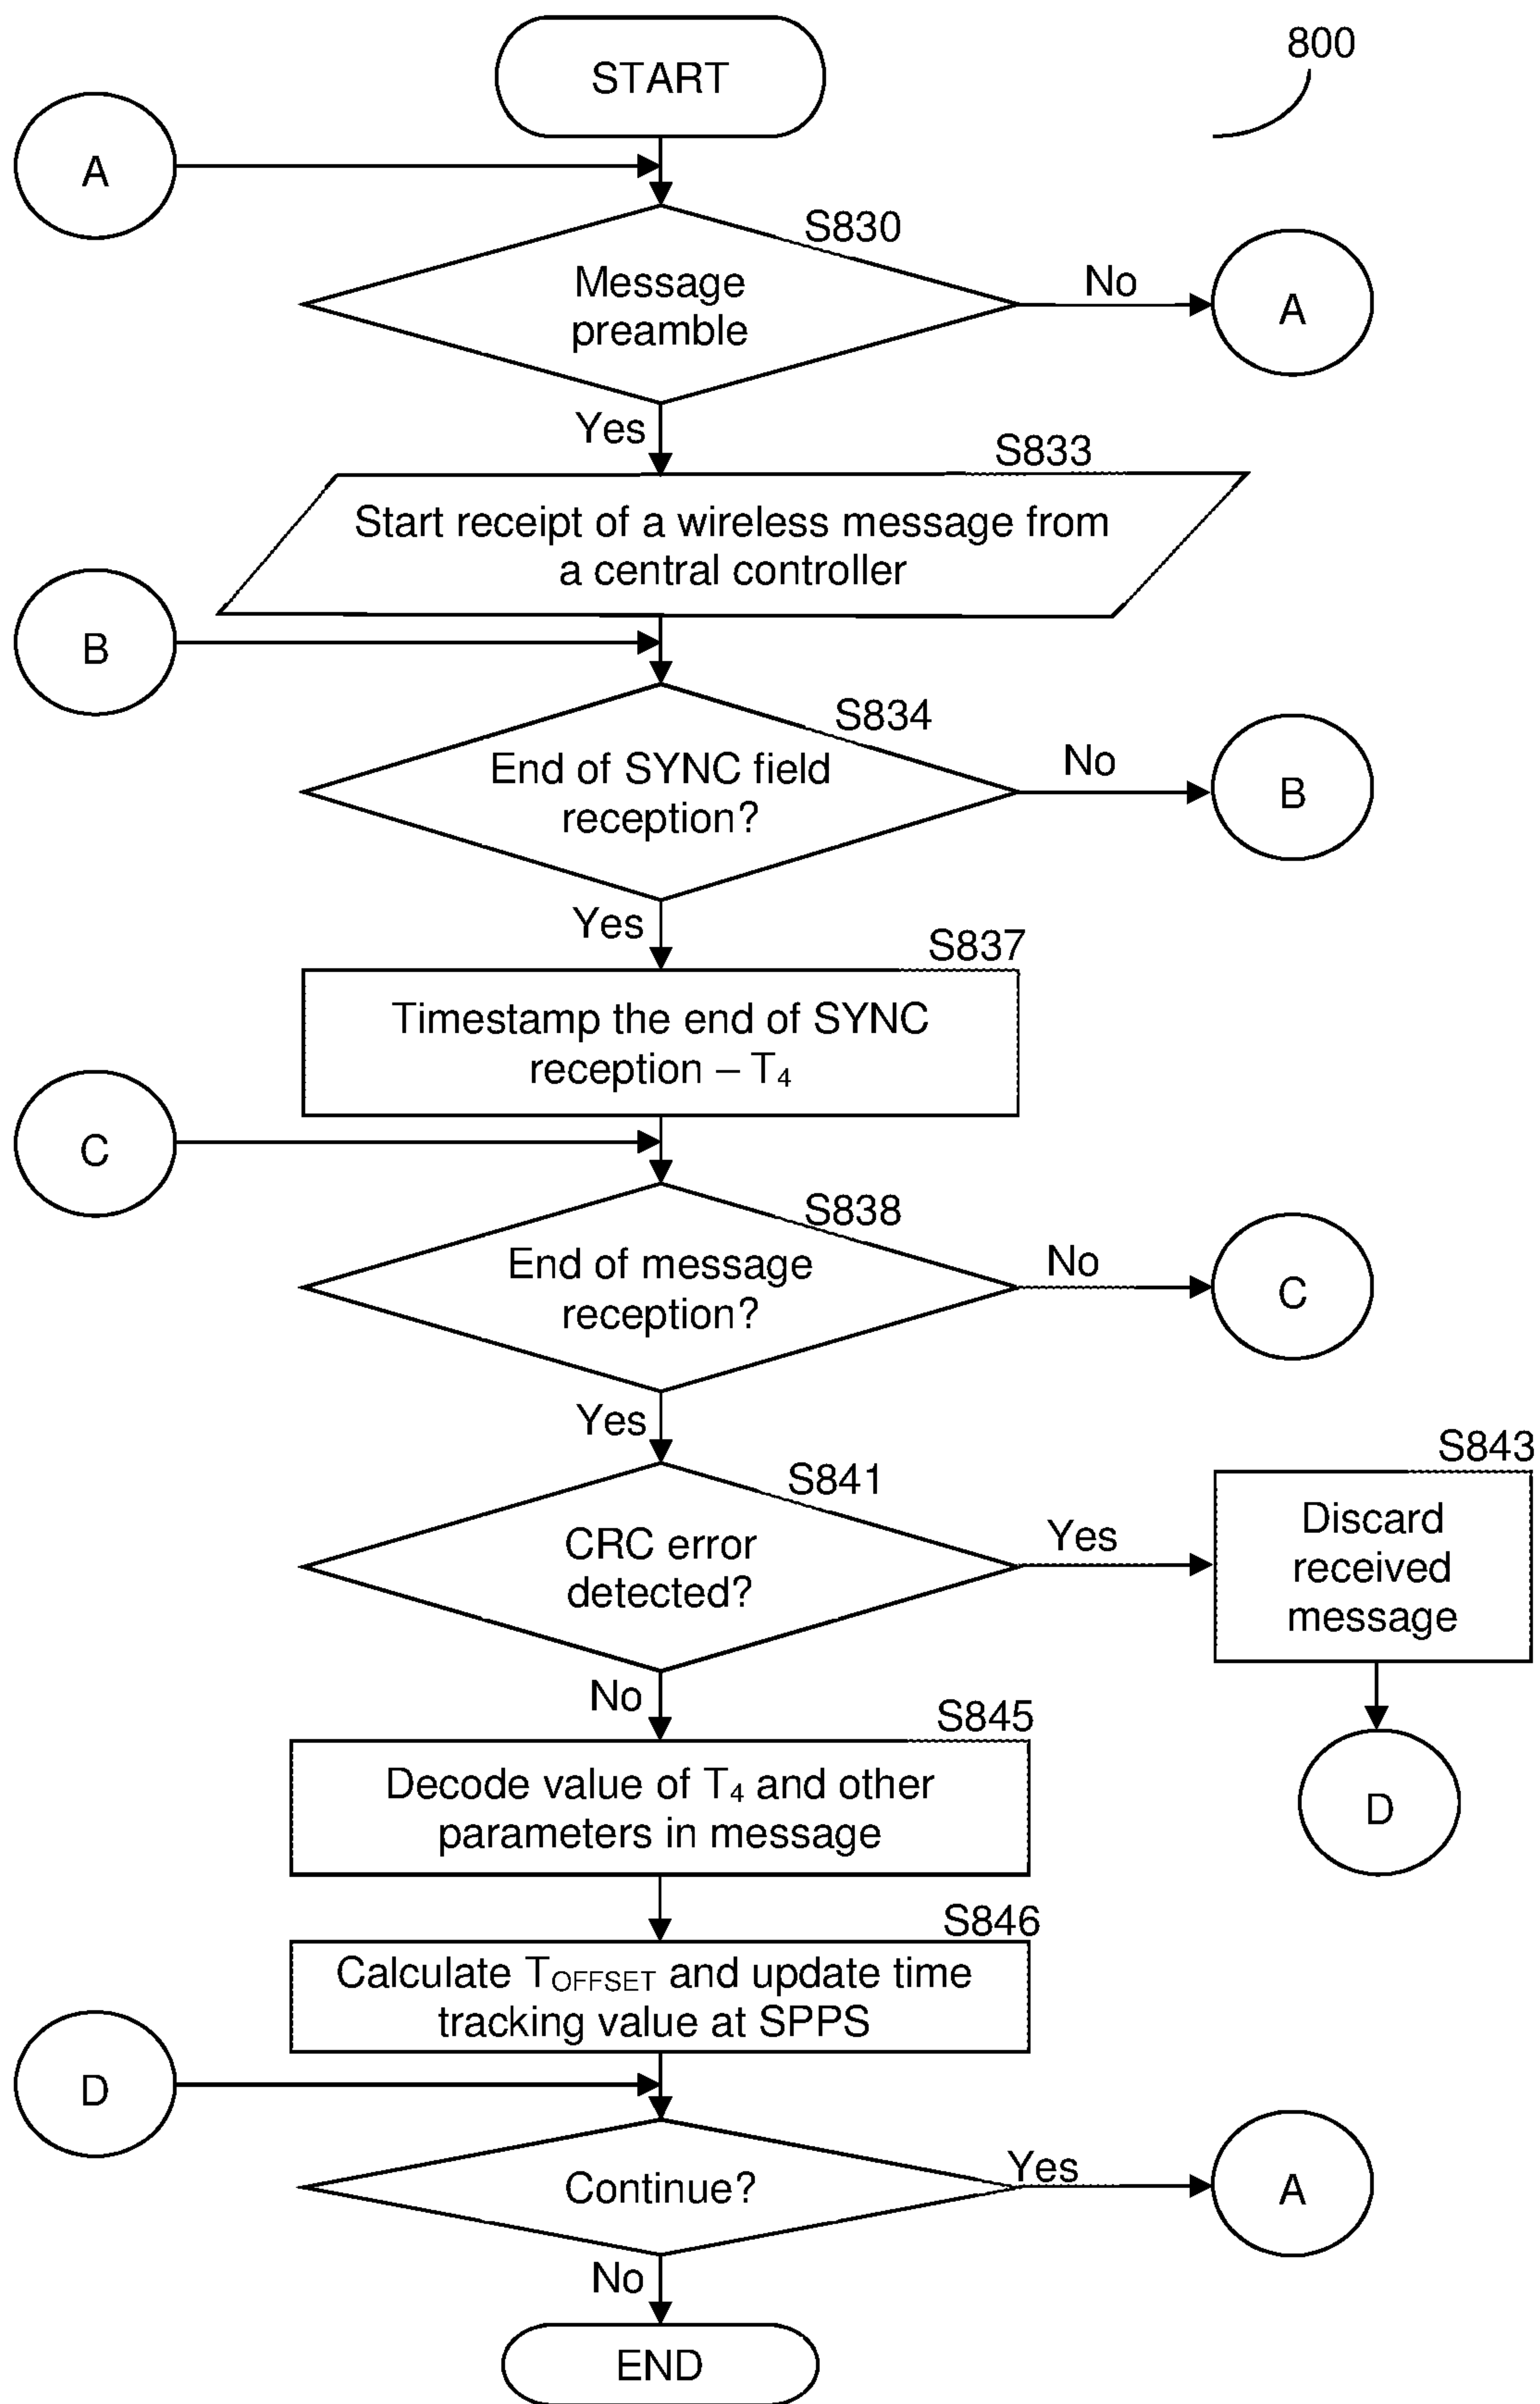 START
800
A
S830
Message
preamble
No
A
Yes
S833
Start receipt of a wireless message from
a central controller
B
S834
End of SYNC field
reception?
No
B
Yes
S837
Timestamp the end of SYNC
reception – T₄
C
S838
End of message
reception?
No
C
Yes
S841
CRC error
detected?
Yes
S843
Discard
received
message
D
No
S845
Decode value of T₄ and other
parameters in message
S846
Calculate TOFFSET and update time
tracking value at SPPS
D
Continue?
Yes
A
No
END